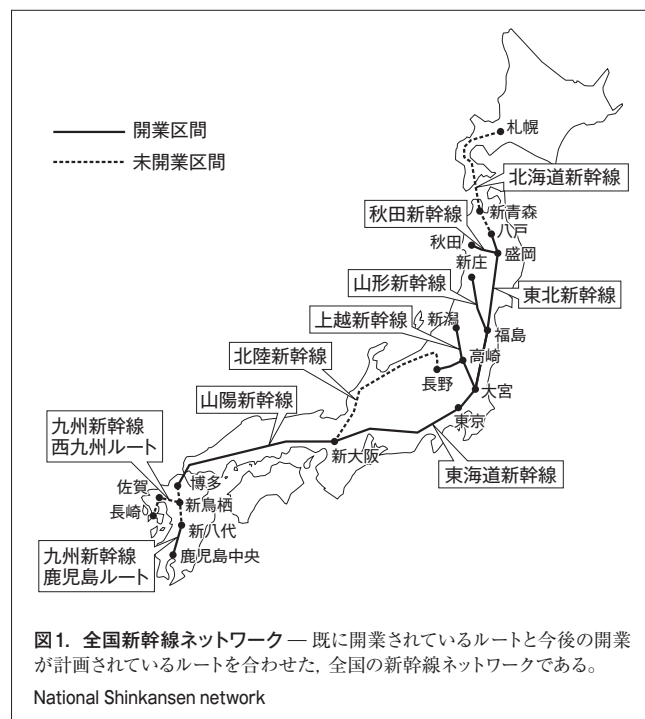 開業区間
未開業区間
札幌
北海道新幹線
秋田新幹線
新青森
八戸
秋田
盛岡
新庄
山形新幹線
東北新幹線
上越新幹線
新潟
福島
北陸新幹線
高崎
長野
大宮
山陽新幹線
東京
九州新幹線
西九州ルート
新大阪
東海道新幹線
佐賀
博多
長崎
新鳥栖
新八代
九州新幹線
鹿児島ルート
鹿児島中央
図1. 全国新幹線ネットワーク — 既に開業されているルートと今後の開業
が計画されているルートを合わせた, 全国の新幹線ネットワークである。
National Shinkansen network